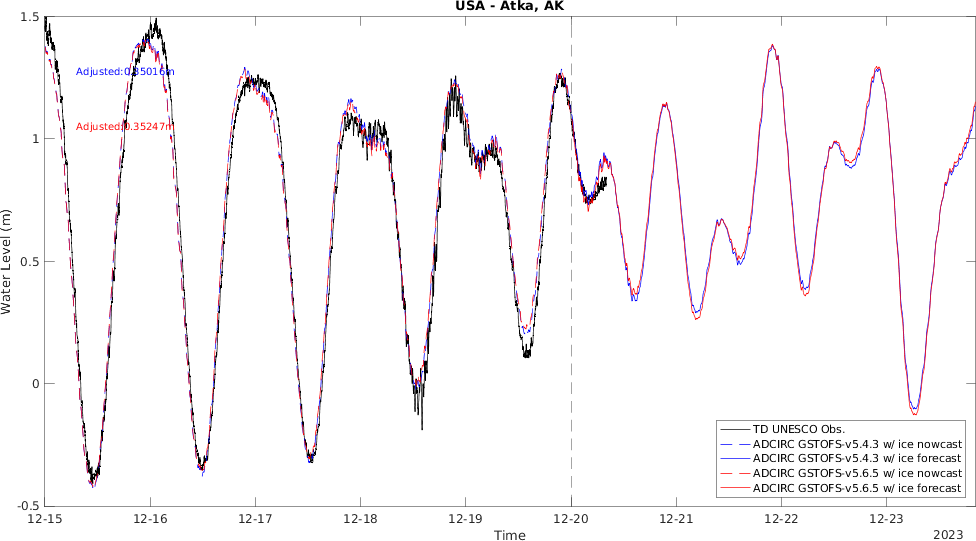 USA - Atka, AK
1.5
Adjusted:0.35016m
Adjusted:0.35247m
1
0.5
0
-0.5
Water Level (m)
TD UNESCO Obs.
ADCIRC GSTOFS-v5.4.3 w/ ice nowcast
ADCIRC GSTOFS-v5.4.3 w/ ice forecast
ADCIRC GSTOFS-v5.6.5 w/ ice nowcast
ADCIRC GSTOFS-v5.6.5 w/ ice forecast
12-15 12-16 12-17 12-18 12-19 12-20 12-21 12-22 12-23
Time
2023